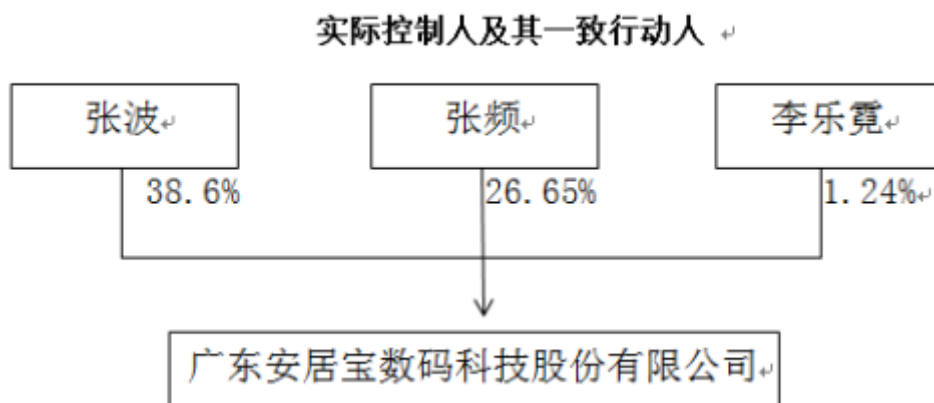 实际控制人及其一致行动人
张波 张频 李乐霓
38.6% 26.65% 1.24%
广东安居宝数码科技股份有限公司